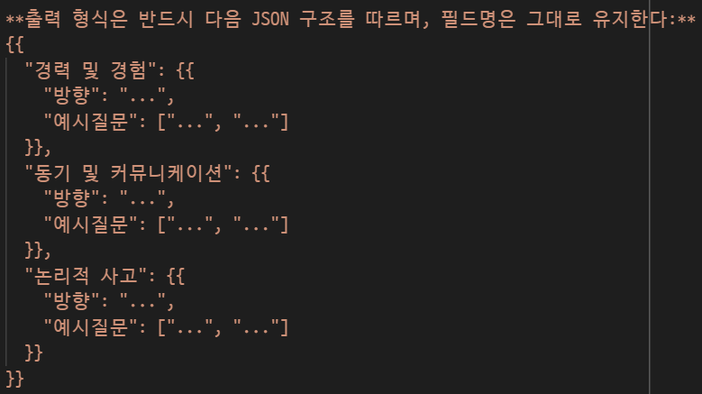 **출력 형식은 반드시 다음 JSON 구조를 따르며, 필드명은 그대로 유지한다:**
{{
  "경력 및 경험": {{
    "방향": "...",
    "예시질문": ["...", "..."]
  }},
  "동기 및 커뮤니케이션": {{
    "방향": "...",
    "예시질문": ["...", "..."]
  }},
  "논리적 사고": {{
    "방향": "...",
    "예시질문": ["...", "..."]
  }}
}}